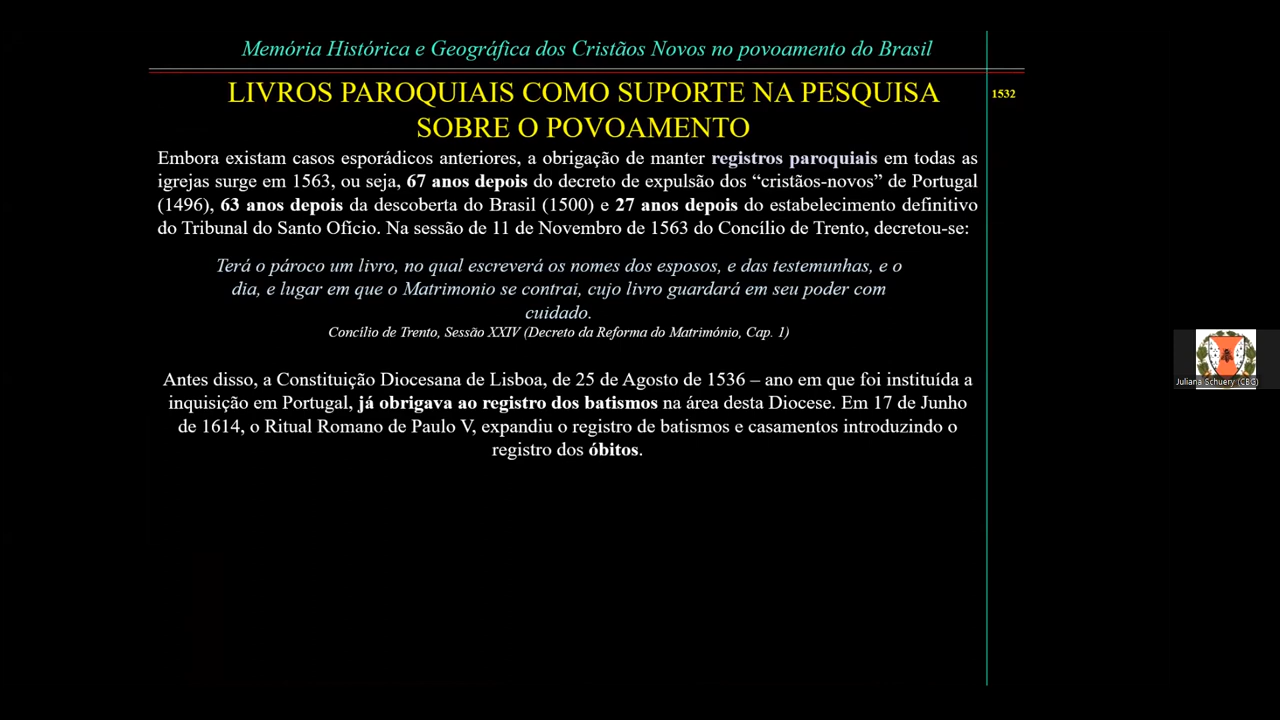 Memória Histórica e Geográfica dos Cristãos Novos no povoamento do Brasil
LIVROS PAROQUIAIS COMO SUPORTE NA PESQUISA
SOBRE O POVOAMENTO
1532
Embora existam casos esporádicos anteriores, a obrigação de manter registros paroquiais em todas as
igrejas surge em 1563, ou seja, 67 anos depois do decreto de expulsão dos “cristãos-novos” de Portugal
(1496), 63 anos depois da descoberta do Brasil (1500) e 27 anos depois do estabelecimento definitivo
do Tribunal do Santo Ofício. Na sessão de 11 de Novembro de 1563 do Concílio de Trento, decretou-se:
Terá o pároco um livro, no qual escreverá os nomes dos esposos, e das testemunhas, e o
dia, e lugar em que o Matrimonio se contrai, cujo livro guardará em seu poder com
cuidado.
Concílio de Trento, Sessão XXIV (Decreto da Reforma do Matrimónio, Cap. 1)
Antes disso, a Constituição Diocesana de Lisboa, de 25 de Agosto de 1536 – ano em que foi instituída a
inquisição em Portugal, já obrigava ao registro dos batismos na área desta Diocese. Em 17 de Junho
de 1614, o Ritual Romano de Paulo V, expandiu o registro de batismos e casamentos introduzindo o
registro dos óbitos.
Juliana Schuery (CBG)